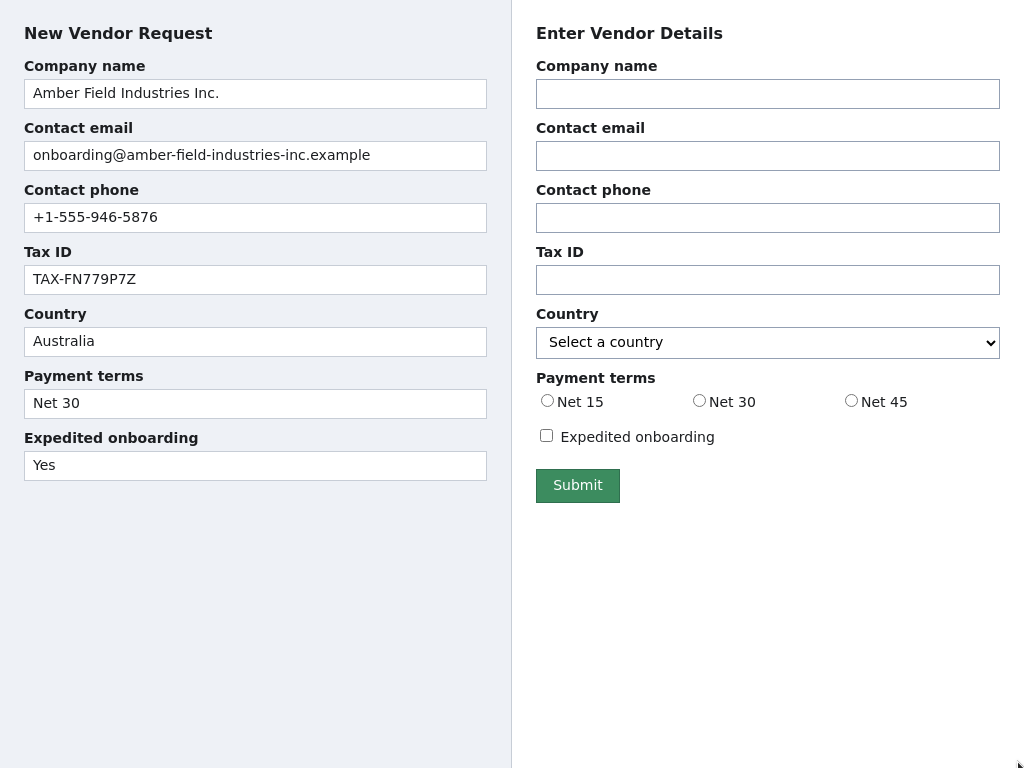 New Vendor Request
Company name
Amber Field Industries Inc.
Contact email
onboarding@amber-field-industries-inc.example
Contact phone
+1-555-946-5876
Tax ID
TAX-FN779P7Z
Country
Australia
Payment terms
Net 30
Expedited onboarding
Yes
Enter Vendor Details
Company name
Contact email
Contact phone
Tax ID
Country
Select a country
Payment terms
Net 15 Net 30 Net 45
Expedited onboarding
Submit